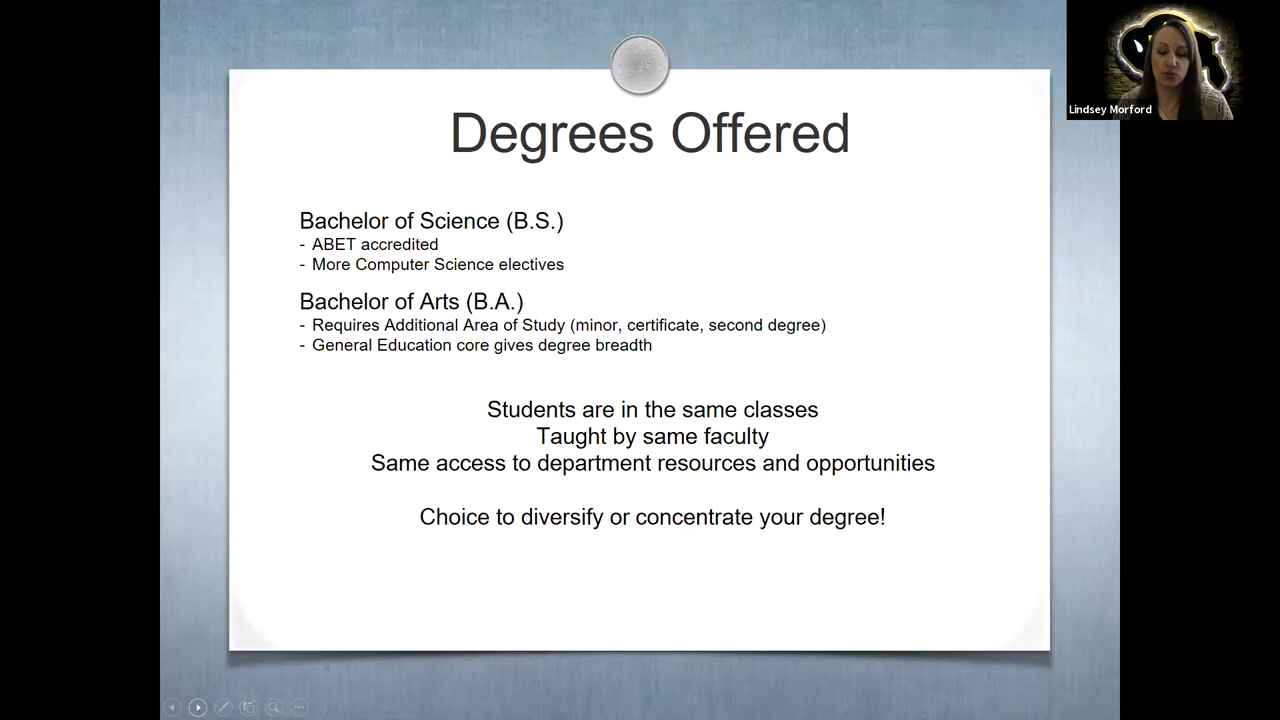 Degrees Offered
Bachelor of Science (B.S.)
- ABET accredited
- More Computer Science electives
Bachelor of Arts (B.A.)
- Requires Additional Area of Study (minor, certificate, second degree)
- General Education core gives degree breadth
Students are in the same classes
Taught by same faculty
Same access to department resources and opportunities
Choice to diversify or concentrate your degree!
Lindsey Morford